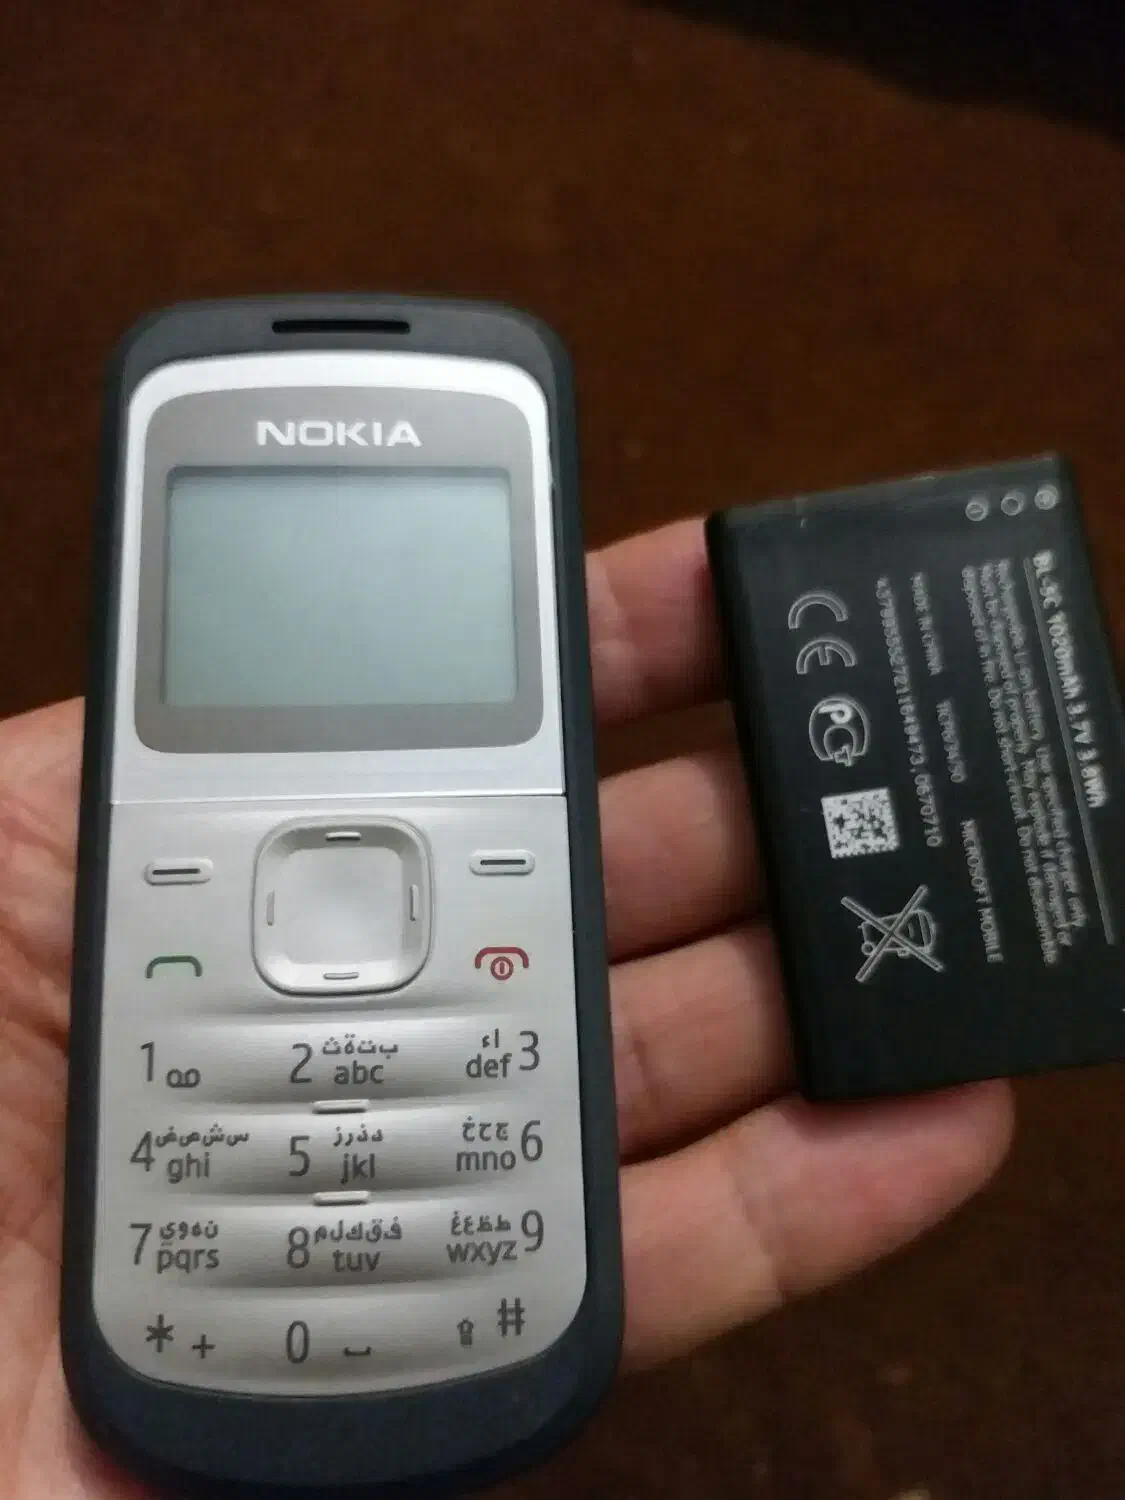 NOKIA
1
2 ب ت ة ث
abc
ا ء
def 3
4 س ش ص ض
ghi
5 د ذ ر ز
jkl
ج ح خ
mno 6
7 ن ه و ي
pqrs
8 ف ق ك ل م
tuv
ط ظ ع غ
wxyz 9
* +
0
#
BL-5C 1020mAh 3.7V 3.8Wh
MADE IN CHINA
MICROSOFT MOBILE
CE